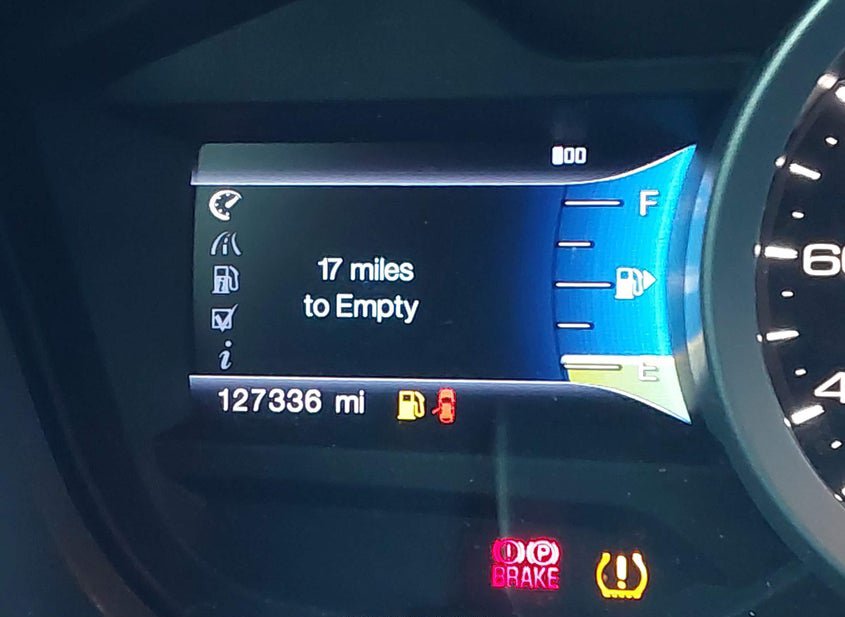 F
17 miles
to Empty
E
127336 mi
P
BRAKE